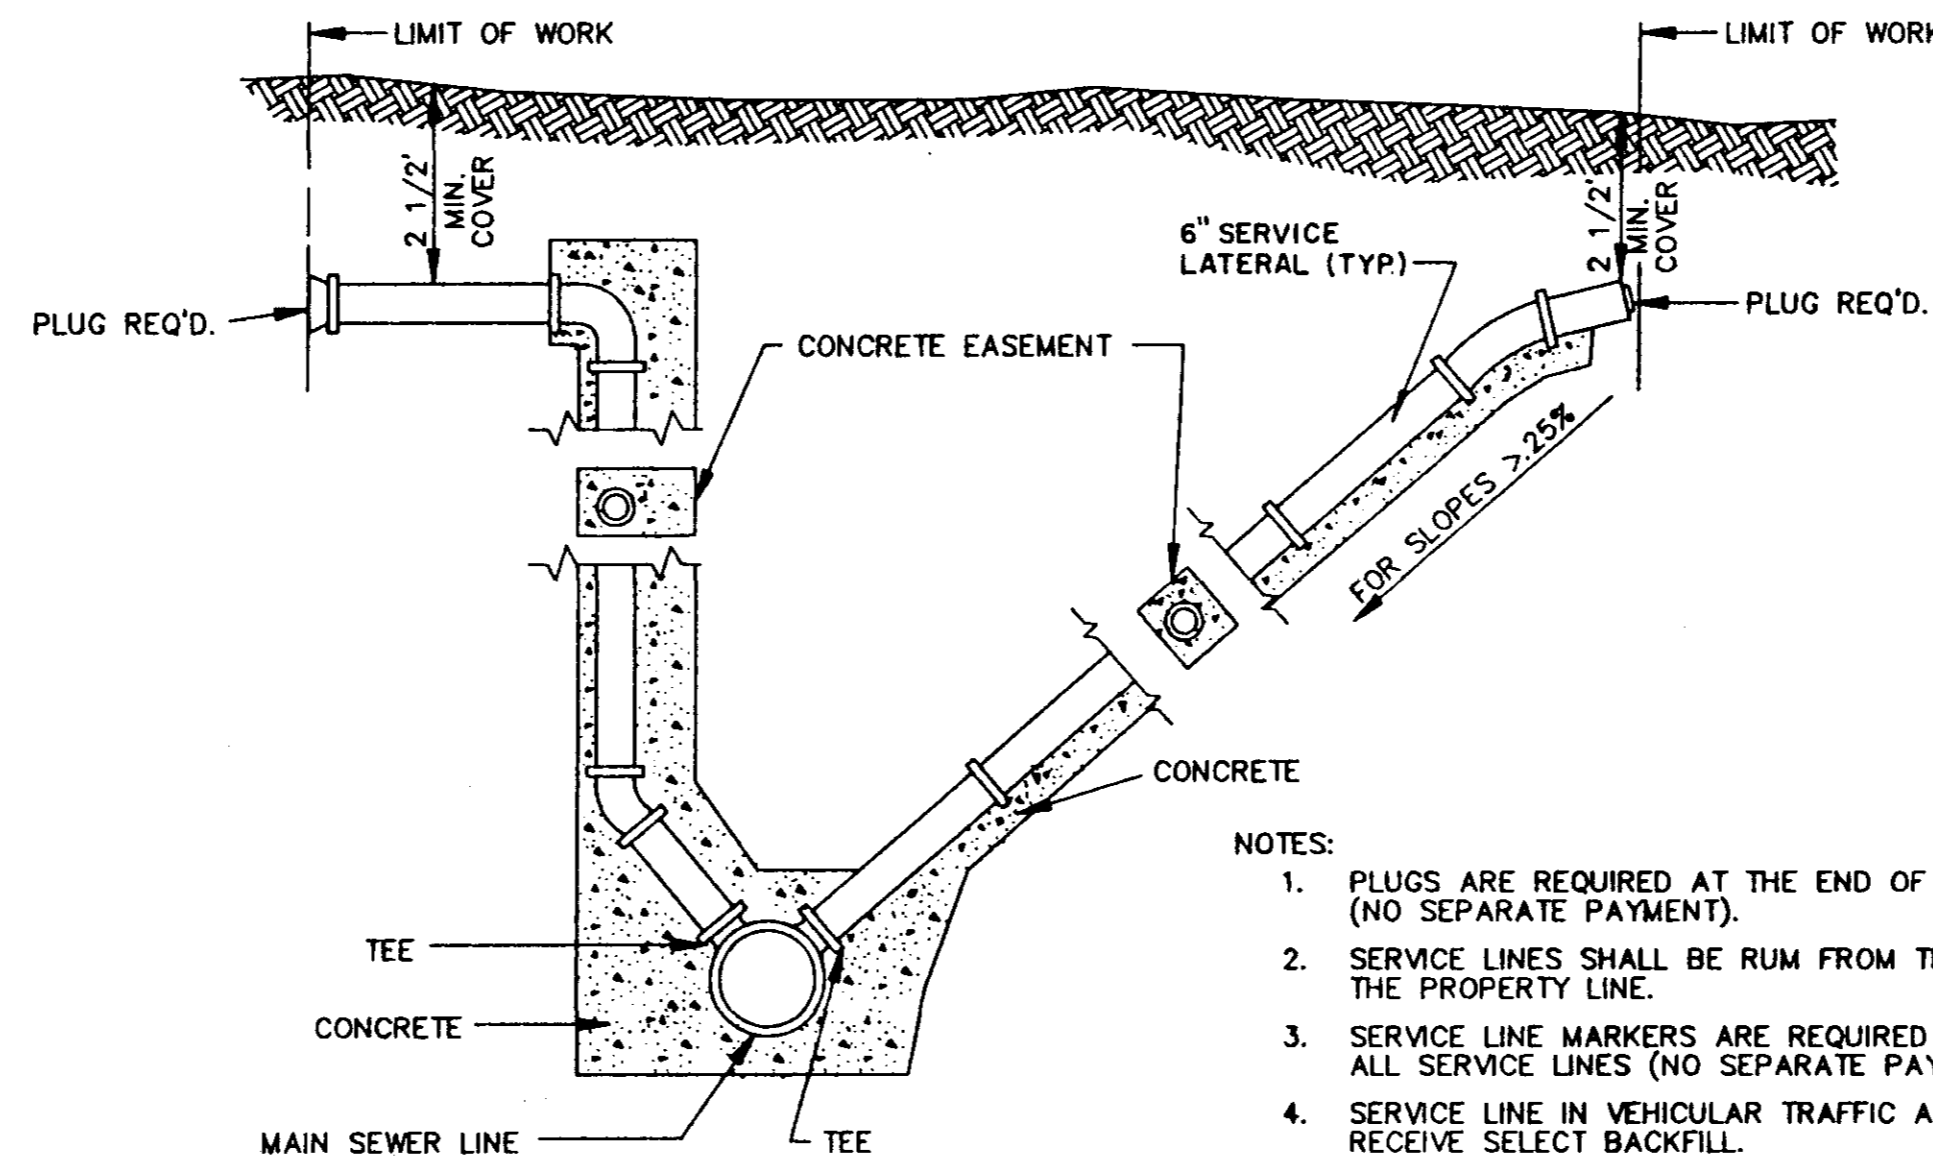 LIMIT OF WORK
LIMIT OF WORK
2 1/2'
MIN.
COVER
2 1/2'
MIN.
COVER
6" SERVICE
LATERAL (TYP.)
PLUG REQ'D.
CONCRETE EASEMENT
PLUG REQ'D.
FOR SLOPES >.25%
CONCRETE
TEE
CONCRETE
MAIN SEWER LINE
TEE
NOTES:
1. PLUGS ARE REQUIRED AT THE END OF
(NO SEPARATE PAYMENT).
2. SERVICE LINES SHALL BE RUM FROM
THE PROPERTY LINE.
3. SERVICE LINE MARKERS ARE REQUIRED
ALL SERVICE LINES (NO SEPARATE
4. SERVICE LINE IN VEHICULAR TRAFFIC
RECEIVE SELECT BACKFILL.